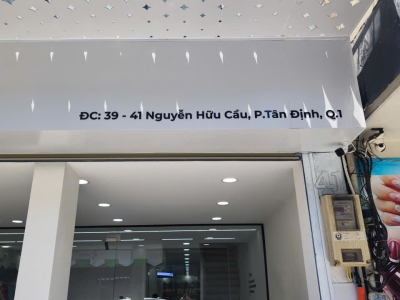 ĐC: 39 - 41 Nguyễn Hữu Cầu, P.Tân Định, Q.1